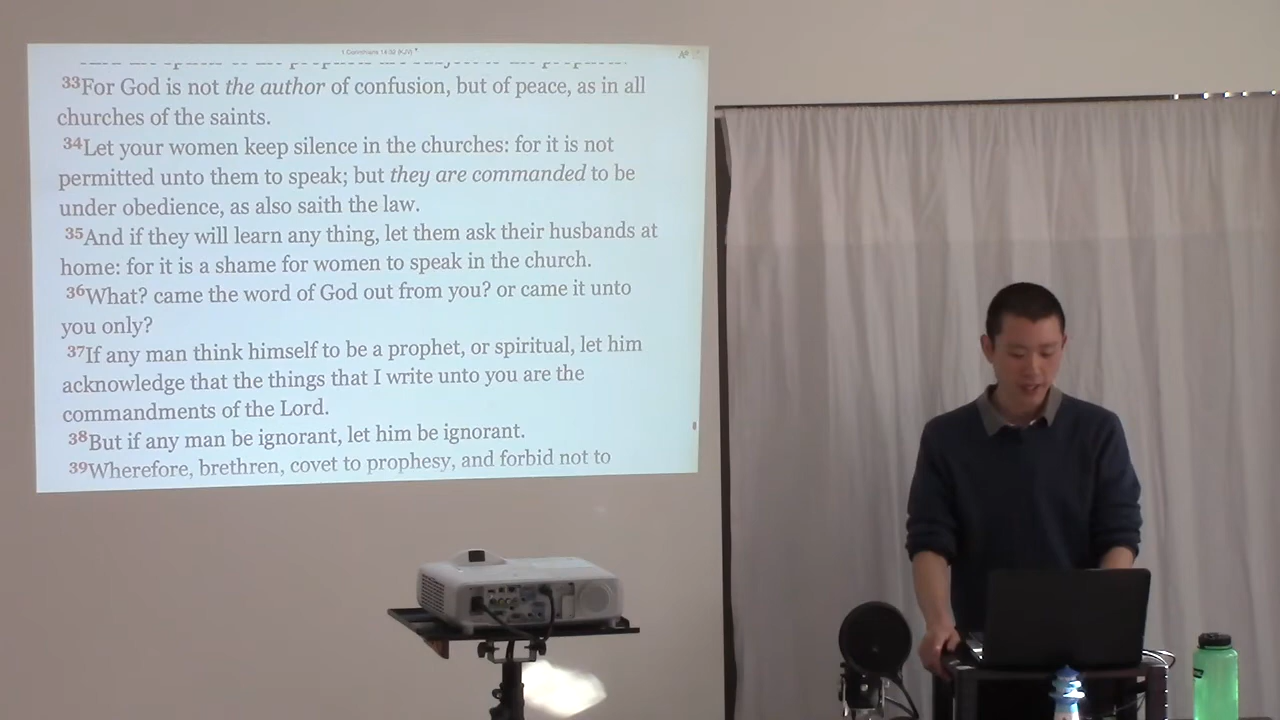 1 Corinthians 14:32 (KJV)
33For God is not the author of confusion, but of peace, as in all
churches of the saints.
34Let your women keep silence in the churches: for it is not
permitted unto them to speak; but they are commanded to be
under obedience, as also saith the law.
35And if they will learn any thing, let them ask their husbands at
home: for it is a shame for women to speak in the church.
36What? came the word of God out from you? or came it unto
you only?
37If any man think himself to be a prophet, or spiritual, let him
acknowledge that the things that I write unto you are the
commandments of the Lord.
38But if any man be ignorant, let him be ignorant.
39Wherefore, brethren, covet to prophesy, and forbid not to